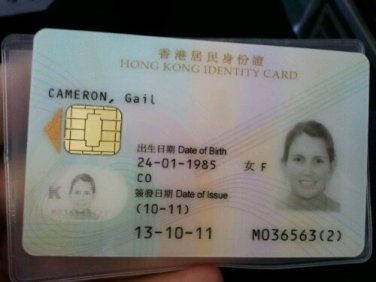 香港居民身份證
HONG KONG IDENTITY CARD
CAMERON, Gail
出生日期 Date of Birth
24-01-1985
女 F
CO
簽發日期 Date of Issue
(10-11)
13-10-11
M036563(2)
K